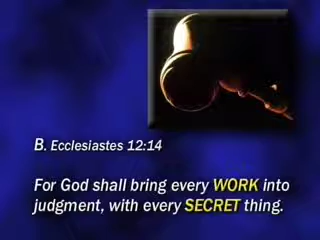 B. Ecclesiastes 12:14
For God shall bring every WORK into
judgment, with every SECRET thing.